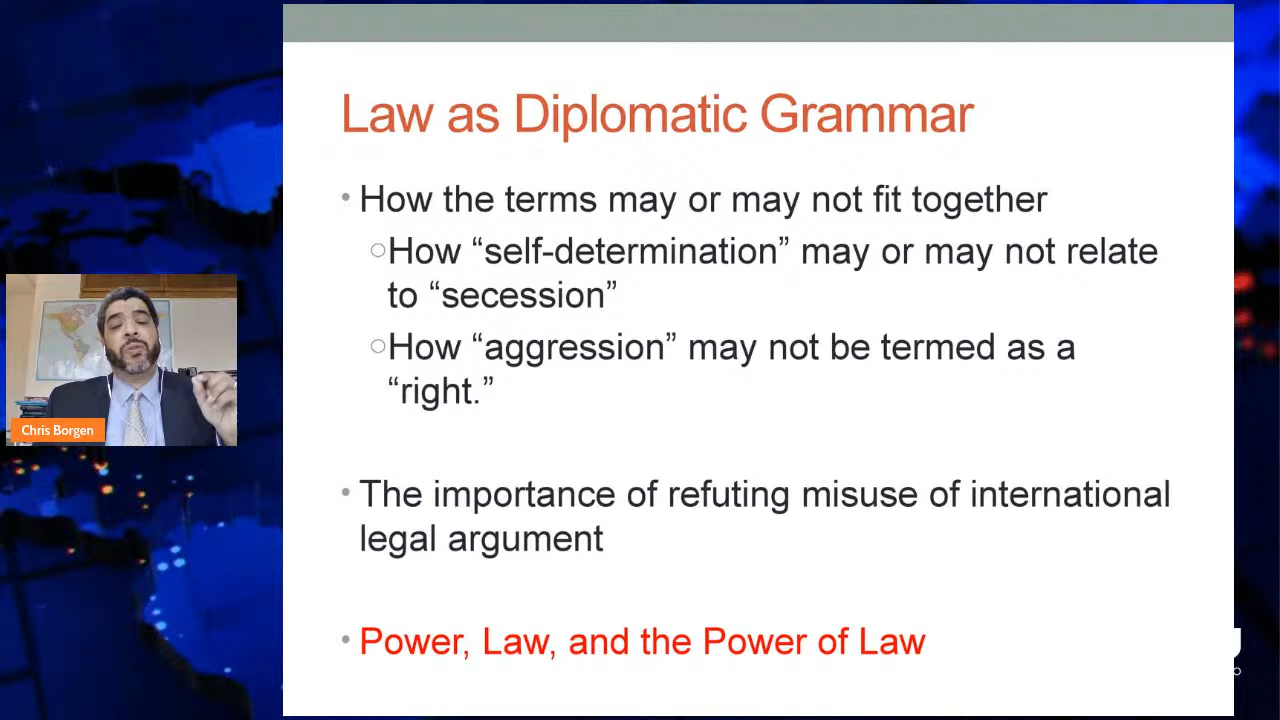 Law as Diplomatic Grammar
• How the terms may or may not fit together
○How “self-determination” may or may not relate
to “secession”
○How “aggression” may not be termed as a
“right.”
• The importance of refuting misuse of international
legal argument
• Power, Law, and the Power of Law
Chris Borgen